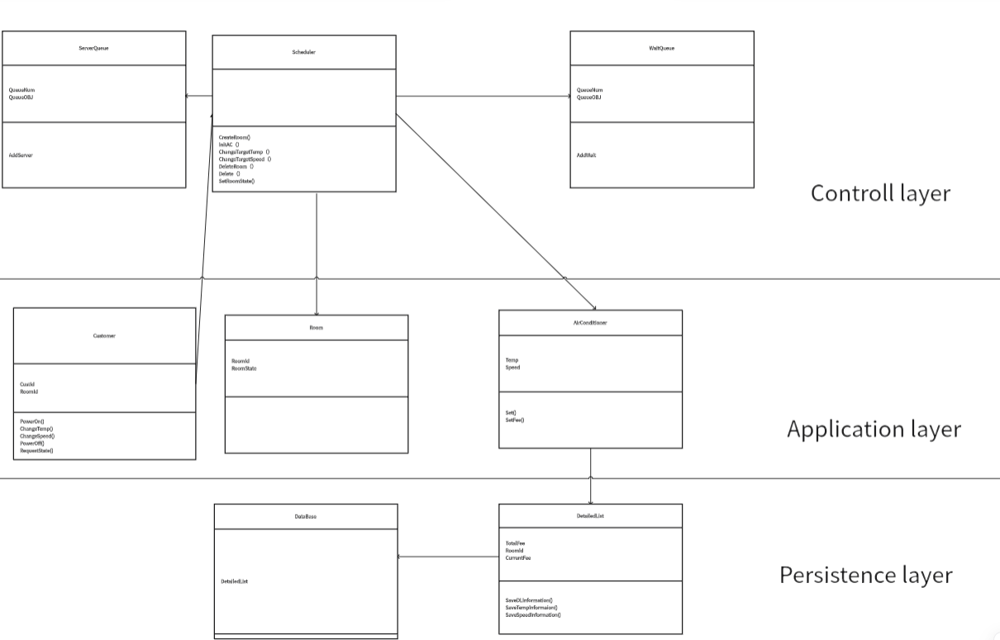 ServerQueue
QueueNum
QueueOBJ
AddServer
Scheduler
CreateRoom()
InitAC ()
ChangeTargetTemp ()
ChangeTargetSpeed ()
DeleteRoom ()
Delete ()
SetRoomState()
WaitQueue
QueueNum
QueueOBJ
AddWait
Controll layer
Customer
CustId
RoomId
PowerOn()
ChangeTemp()
ChangeSpeed()
PowerOff()
RequestState()
Room
RoomId
RoomState
AirConditioner
Temp
Speed
Set()
SetFee()
Application layer
DataBase
DetailedList
DetailedList
TotalFee
RoomId
CurrentFee
SaveDLInformation()
SaveTempInformaion()
SaveSpeedInformation()
Persistence layer